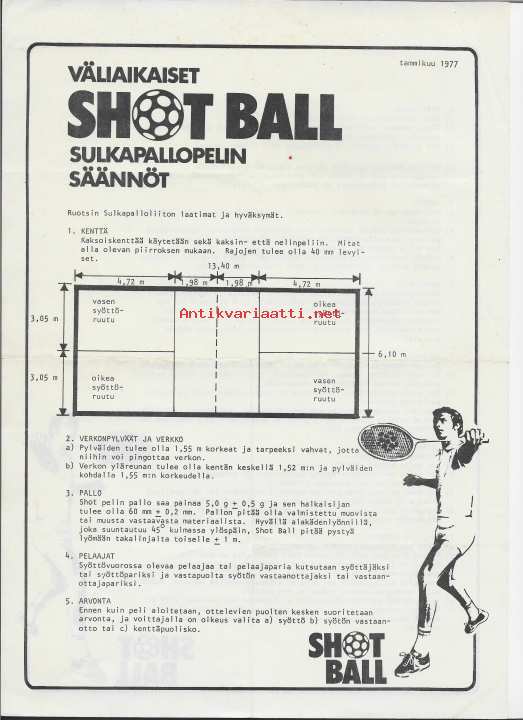 tammikuu 1977
VÄLIAIKAISET
SHOT BALL
SULKAPALLOPELIN
SÄÄNNÖT
Ruotsin Sulkapalloliiton laatimat ja hyväksymät.
1. KENTTÄ
Kaksoiskenttää käytetään sekä kaksin- että nelinpeliin. Mitat
alla olevan piirroksen mukaan. Rajojen tulee olla 40 mm levyi-
set.
13,40 m
4,72 m 1,98 m 1,98 m 4,72 m
vasen
syöttö-
ruutu
oikea
syöttö-
ruutu
Antikvariaatti.net
3,05 m
6,10 m
3,05 m
oikea
syöttö-
ruutu
vasen
syöttö-
ruutu
2. VERKONPYLVÄÄT JA VERKKO
a) Pylväiden tulee olla 1,55 m korkeat ja tarpeeksi vahvat, jotta
niihin voi pingottaa verkon.
b) Verkon yläreunan tulee olla kentän keskellä 1,52 m:n ja pylväiden
kohdalla 1,55 m:n korkeudella.
3. PALLO
Shot pelin pallo saa painaa 5,0 g ± 0,5 g ja sen halkaisijan
tulee olla 60 mm ± 0,2 mm. Pallon pitää olla valmistettu muovista
tai muusta vastaavasta materiaalista. Hyvällä alakädenlyönnillä,
joka suuntautuu 45° kulmassa ylöspäin, Shot Ball pitää pystyä
lyömään takalinjalta toiselle ± 1 m.
4. PELAAJAT
Syöttövuorossa olevaa pelaajaa tai pelaajaparia kutsutaan syöttäjäksi
tai syöttöpariksi ja vastapuolta syötön vastaanottajaksi tai vastaan-
ottajapariksi.
5. ARVONTA
Ennen kuin peli aloitetaan, ottelevien puolten kesken suoritetaan
arvonta, ja voittajalla on oikeus valita a) syöttö b) syötön vastaan-
otto tai c) kenttäpuolisko.
SHOT
BALL